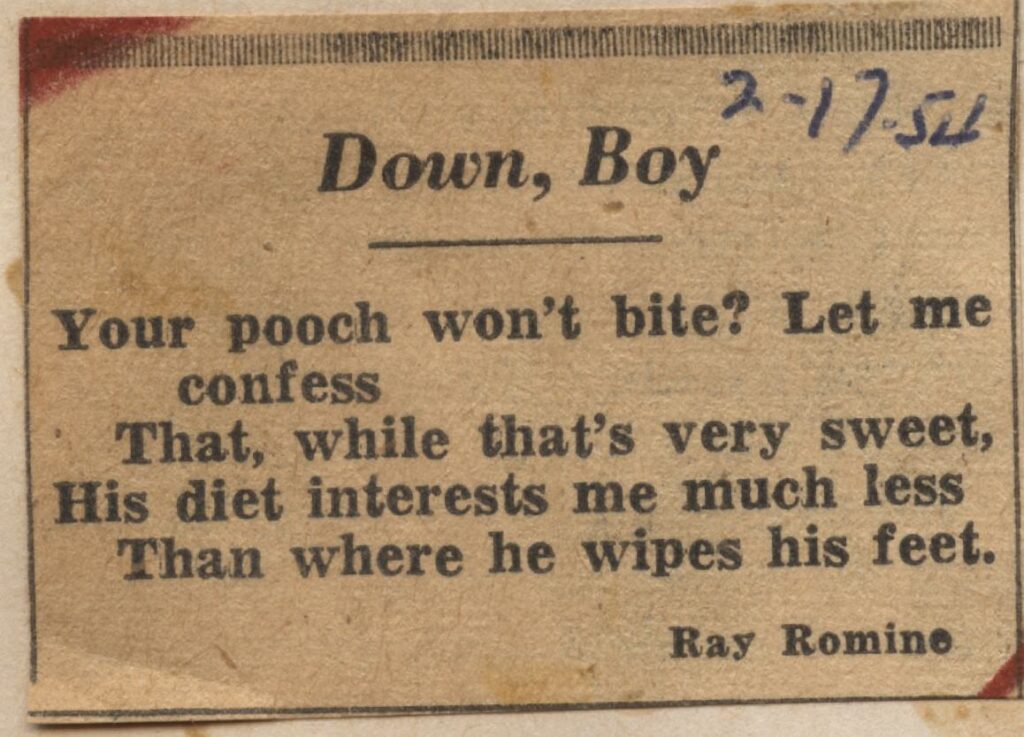 2-17-54
Down, Boy
Your pooch won't bite? Let me
confess
That, while that's very sweet,
His diet interests me much less
Than where he wipes his feet.
Ray Romine